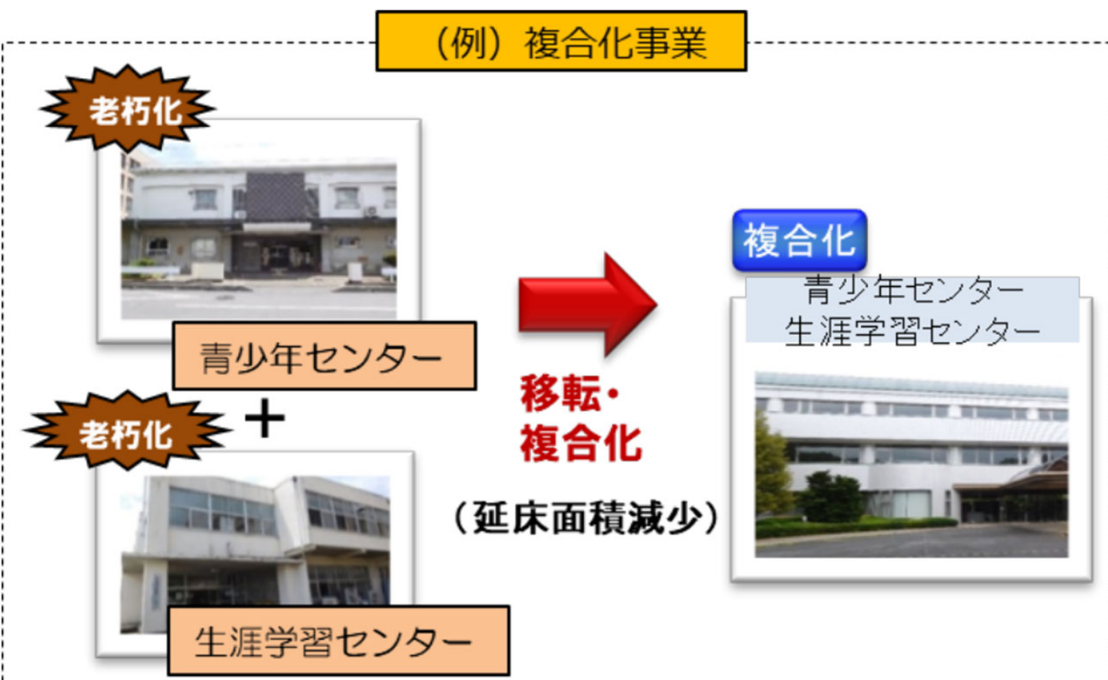 （例）複合化事業
老朽化
青少年センター
＋
老朽化
生涯学習センター
移転・
複合化
（延床面積減少）
複合化
青少年センター
生涯学習センター